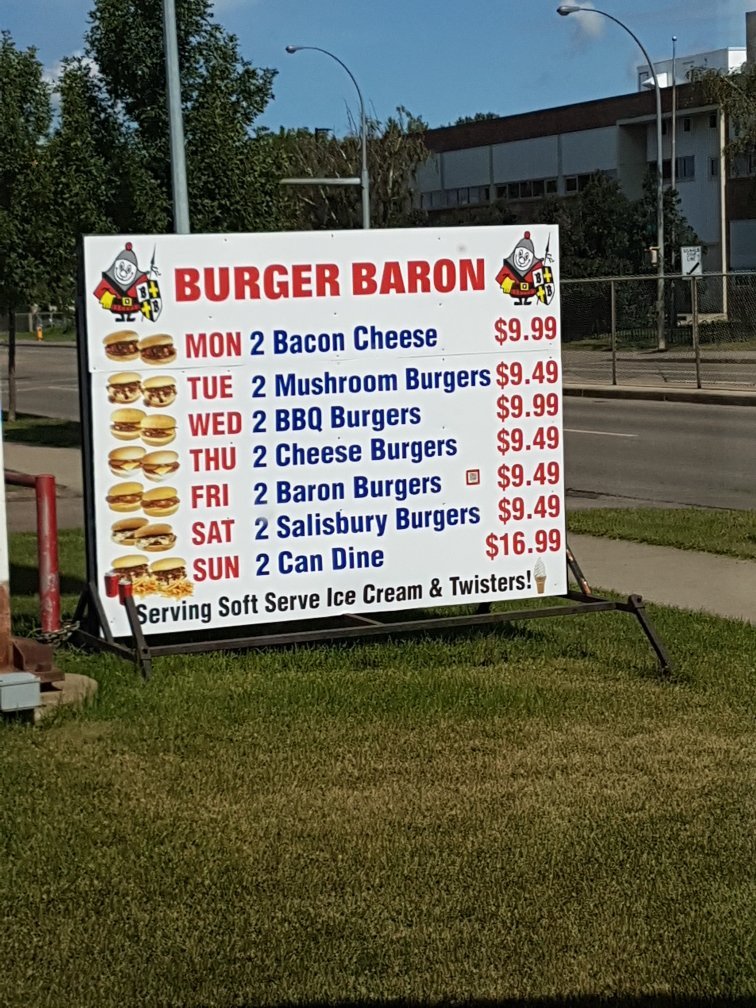 BURGER BARON
MON 2 Bacon Cheese $9.99
TUE 2 Mushroom Burgers $9.49
WED 2 BBQ Burgers $9.99
THU 2 Cheese Burgers $9.49
FRI 2 Baron Burgers $9.49
SAT 2 Salisbury Burgers $9.49
SUN 2 Can Dine $16.99
Serving Soft Serve Ice Cream & Twisters!